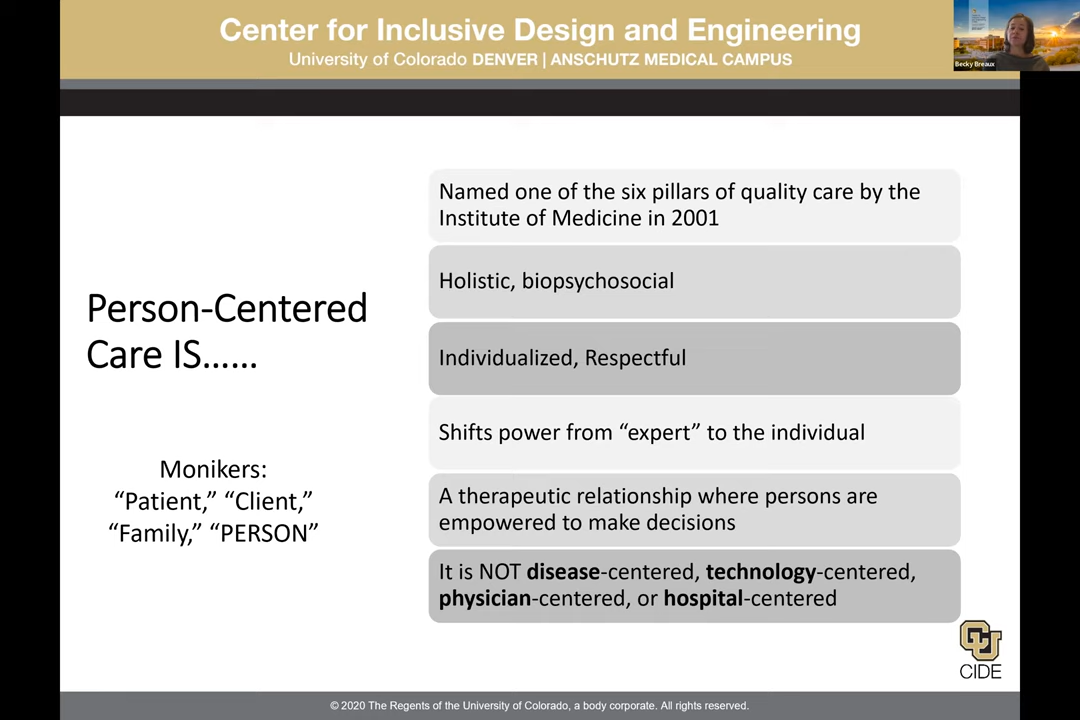 Center for Inclusive Design and Engineering
University of Colorado DENVER | ANSCHUTZ MEDICAL CAMPUS
Becky Breaux
Person-Centered
Care IS......
Monikers:
“Patient,” “Client,”
“Family,” “PERSON”
Named one of the six pillars of quality care by the
Institute of Medicine in 2001
Holistic, biopsychosocial
Individualized, Respectful
Shifts power from “expert” to the individual
A therapeutic relationship where persons are
empowered to make decisions
It is NOT disease-centered, technology-centered,
physician-centered, or hospital-centered
CU
CIDE
© 2020 The Regents of the University of Colorado, a body corporate. All rights reserved.